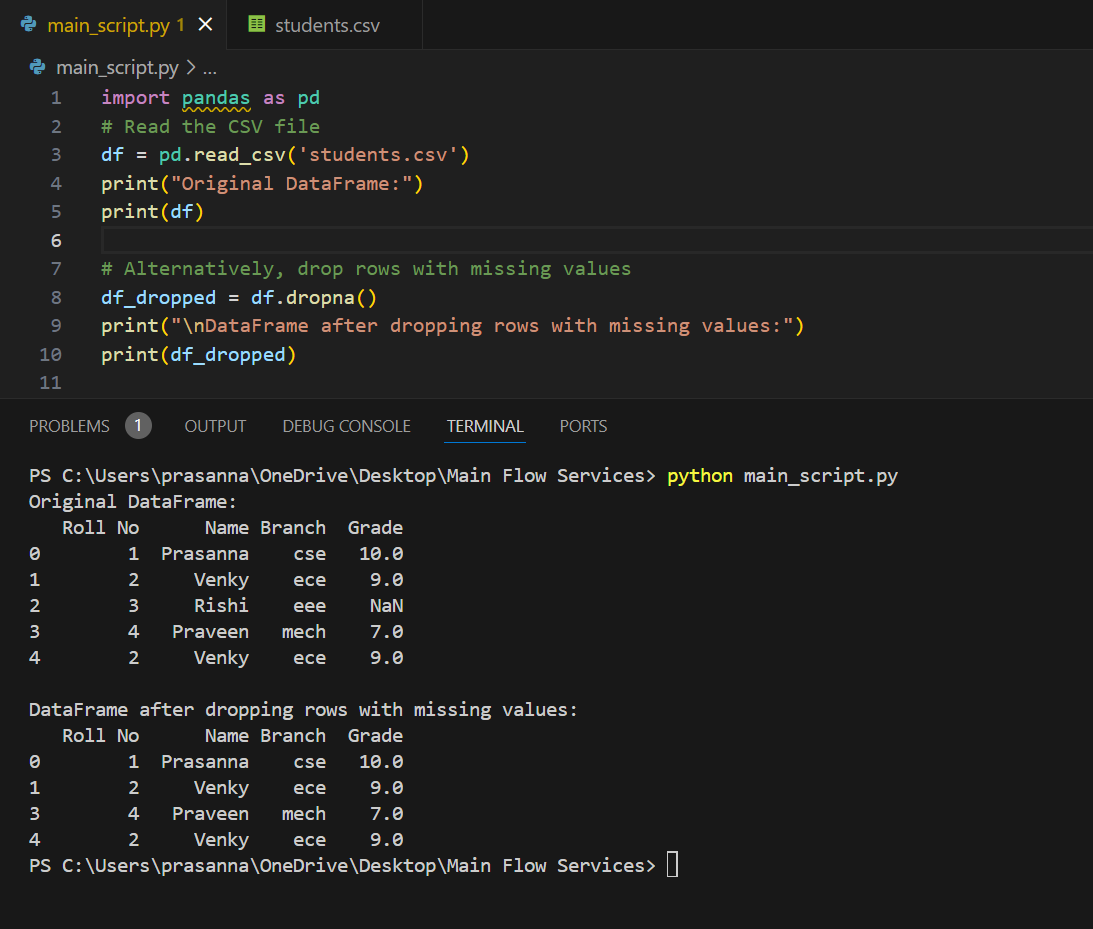 main_script.py 1 students.csv
main_script.py > ...
1 import pandas as pd
2 # Read the CSV file
3 df = pd.read_csv('students.csv')
4 print("Original DataFrame:")
5 print(df)
6
7 # Alternatively, drop rows with missing values
8 df_dropped = df.dropna()
9 print("\nDataFrame after dropping rows with missing values:")
10 print(df_dropped)
11
PROBLEMS 1 OUTPUT DEBUG CONSOLE TERMINAL PORTS
PS C:\Users\prasanna\OneDrive\Desktop\Main Flow Services> python main_script.py
Original DataFrame:
   Roll No      Name Branch  Grade
0        1  Prasanna    cse   10.0
1        2     Venky    ece    9.0
2        3     Rishi    eee    NaN
3        4   Praveen   mech    7.0
4        2     Venky    ece    9.0
DataFrame after dropping rows with missing values:
   Roll No      Name Branch  Grade
0        1  Prasanna    cse   10.0
1        2     Venky    ece    9.0
3        4   Praveen   mech    7.0
4        2     Venky    ece    9.0
PS C:\Users\prasanna\OneDrive\Desktop\Main Flow Services>